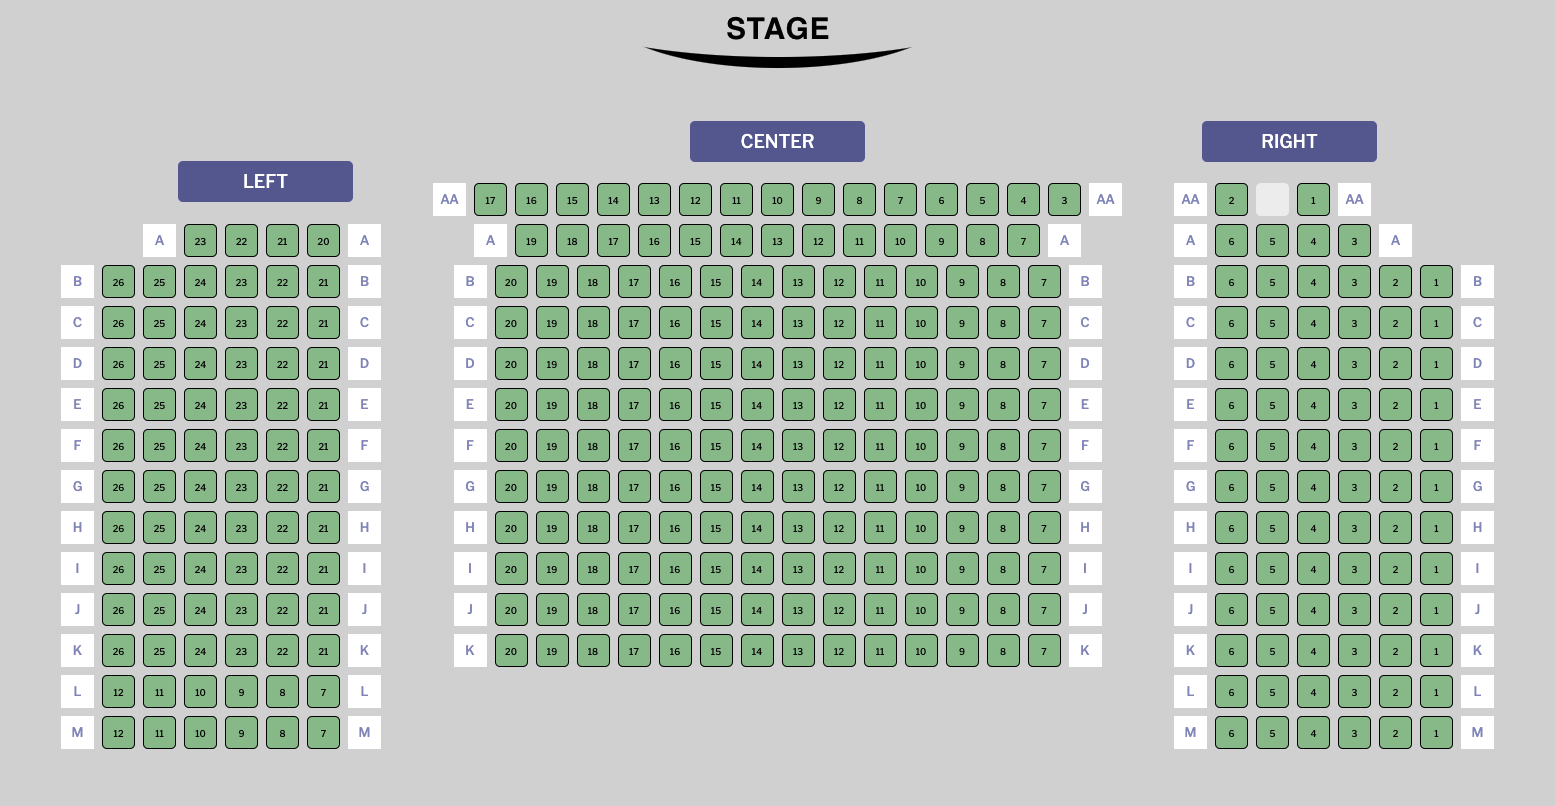 STAGE
CENTER
RIGHT
LEFT
AA 17 16 15 14 13 12 11 10 9 8 7 6 5 4 3 AA AA 2 1 AA
A 23 22 21 20 A A 19 18 17 16 15 14 13 12 11 10 9 8 7 A A 6 5 4 3 A
B 26 25 24 23 22 21 B B 20 19 18 17 16 15 14 13 12 11 10 9 8 7 B B 6 5 4 3 2 1 B
C 26 25 24 23 22 21 C C 20 19 18 17 16 15 14 13 12 11 10 9 8 7 C C 6 5 4 3 2 1 C
D 26 25 24 23 22 21 D D 20 19 18 17 16 15 14 13 12 11 10 9 8 7 D D 6 5 4 3 2 1 D
E 26 25 24 23 22 21 E E 20 19 18 17 16 15 14 13 12 11 10 9 8 7 E E 6 5 4 3 2 1 E
F 26 25 24 23 22 21 F F 20 19 18 17 16 15 14 13 12 11 10 9 8 7 F F 6 5 4 3 2 1 F
G 26 25 24 23 22 21 G G 20 19 18 17 16 15 14 13 12 11 10 9 8 7 G G 6 5 4 3 2 1 G
H 26 25 24 23 22 21 H H 20 19 18 17 16 15 14 13 12 11 10 9 8 7 H H 6 5 4 3 2 1 H
I 26 25 24 23 22 21 I I 20 19 18 17 16 15 14 13 12 11 10 9 8 7 I I 6 5 4 3 2 1 I
J 26 25 24 23 22 21 J J 20 19 18 17 16 15 14 13 12 11 10 9 8 7 J J 6 5 4 3 2 1 J
K 26 25 24 23 22 21 K K 20 19 18 17 16 15 14 13 12 11 10 9 8 7 K K 6 5 4 3 2 1 K
L 12 11 10 9 8 7 L L 6 5 4 3 2 1 L
M 12 11 10 9 8 7 M M 6 5 4 3 2 1 M